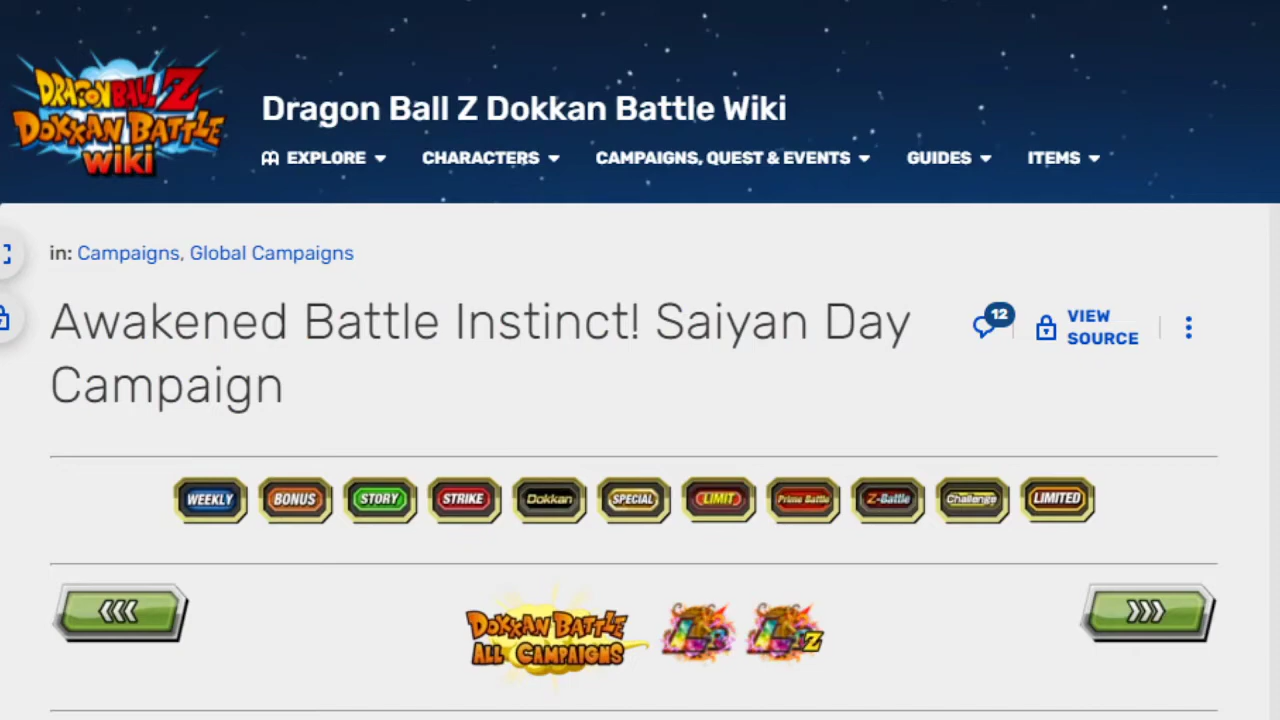 DRAGON BALL Z
DOKKAN BATTLE
wiki
Dragon Ball Z Dokkan Battle Wiki
EXPLORE
CHARACTERS
CAMPAIGNS, QUEST & EVENTS
GUIDES
ITEMS
in: Campaigns, Global Campaigns
Awakened Battle Instinct! Saiyan Day
Campaign
12
VIEW
SOURCE
WEEKLY
BONUS
STORY
STRIKE
Dokkan
SPECIAL
LIMIT
Prime Battle
Z-Battle
Challenge
LIMITED
DOKKAN BATTLE
ALL CAMPAIGNS